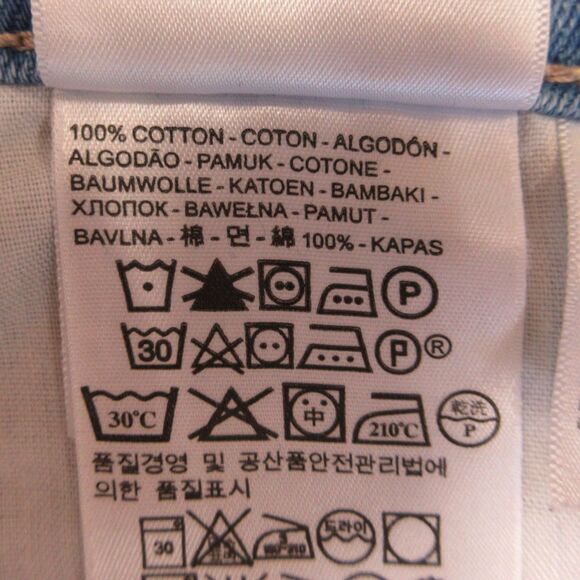 100% COTTON - COTON - ALGODÓN -
ALGODÃO - PAMUK - COTONE -
BAUMWOLLE - KATOEN - BAMBAKI -
ХЛОПОК - BAWEŁNA - PAMUT -
BAVLNA - 棉 - 면 - 綿 100% - KAPAS
P
30 P ®
30°C 中 210°C 乾洗 P
품질경영 및 공산품안전관리법에
의한 품질표시
30 드라이